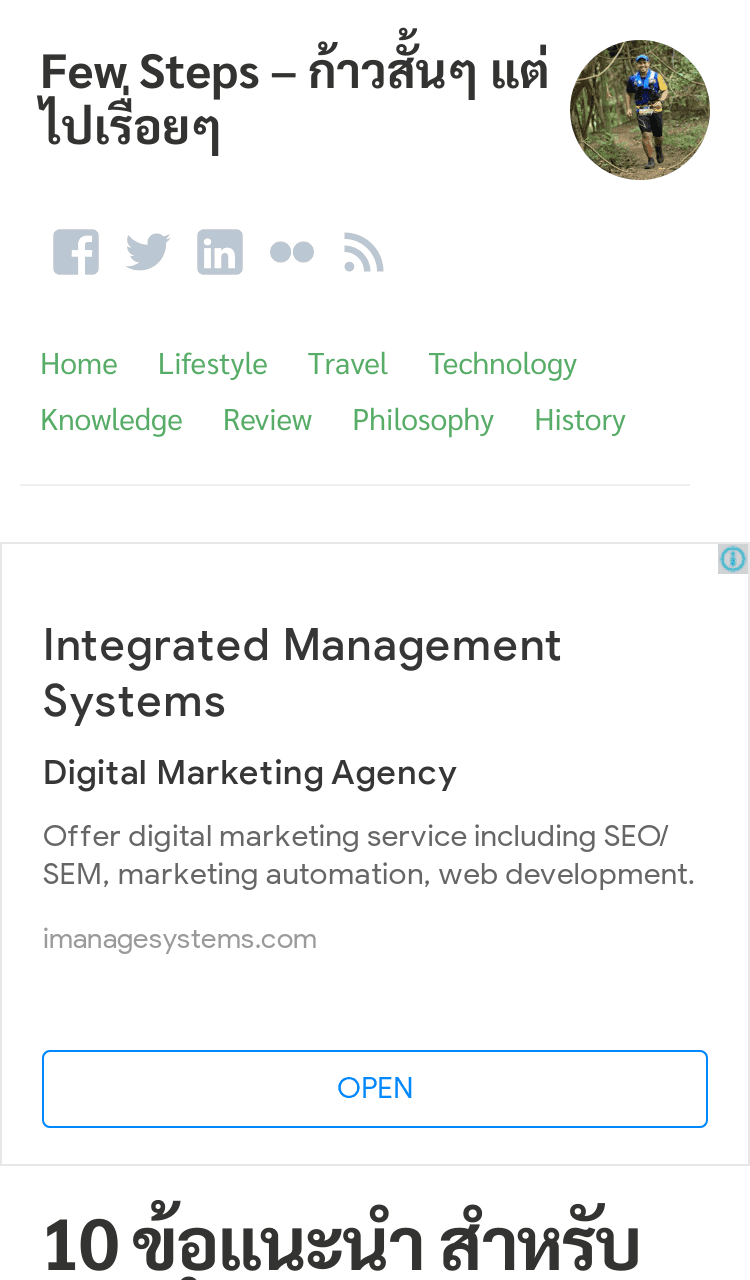 Few Steps – ก้าวสั้นๆ แต่
ไปเรื่อยๆ
Home Lifestyle Travel Technology
Knowledge Review Philosophy History
Integrated Management
Systems
Digital Marketing Agency
Offer digital marketing service including SEO/
SEM, marketing automation, web development.
imanagesystems.com
OPEN
10 ข้อแนะนำ สำหรับ